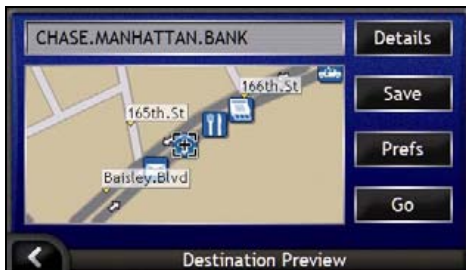 CHASE.MANHATTAN.BANK
Details
166th.St
Save
165th.St
Prefs
Baisley.Blvd
Go
Destination Preview